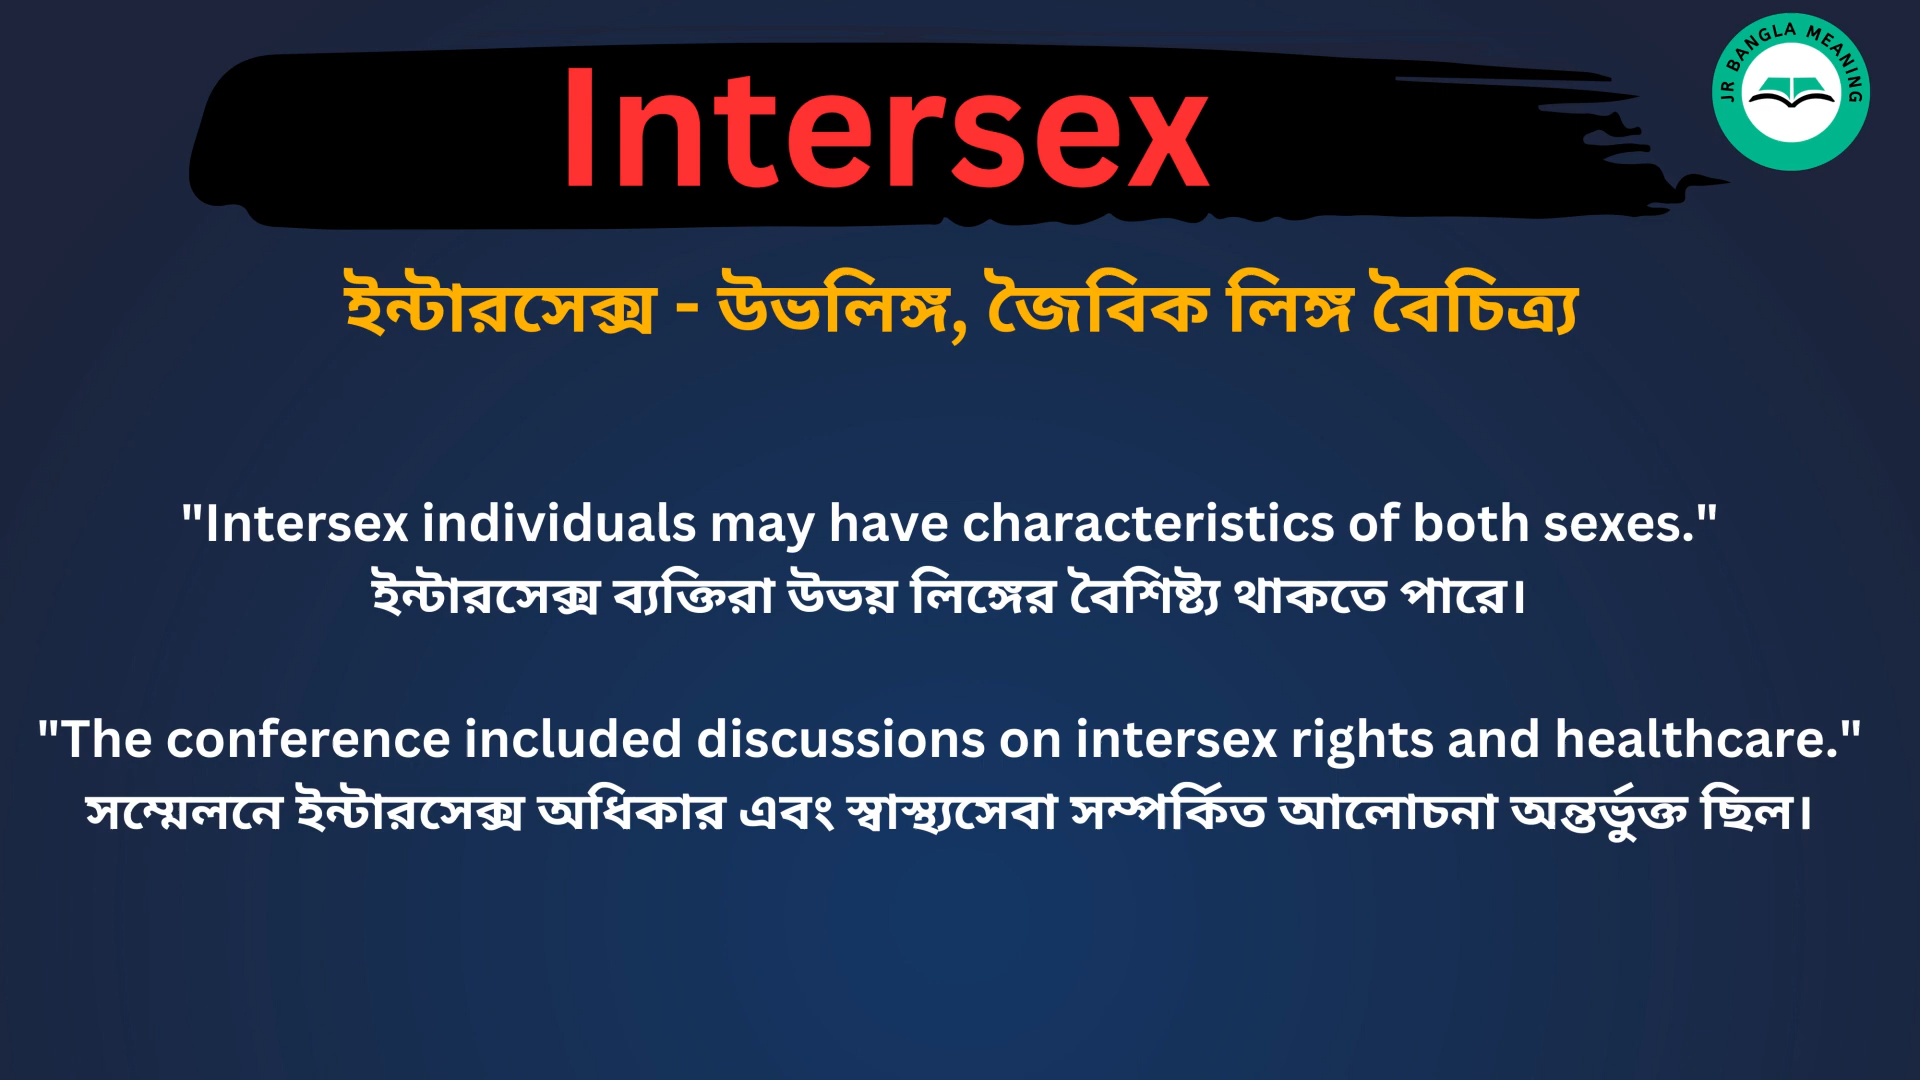 Intersex
JR BANGLA MEANING
ইন্টারসেক্স - উভলিঙ্গ, জৈবিক লিঙ্গ বৈচিত্র্য
"Intersex individuals may have characteristics of both sexes."
ইন্টারসেক্স ব্যক্তিরা উভয় লিঙ্গের বৈশিষ্ট্য থাকতে পারে।
"The conference included discussions on intersex rights and healthcare."
সম্মেলনে ইন্টারসেক্স অধিকার এবং স্বাস্থ্যসেবা সম্পর্কিত আলোচনা অন্তর্ভুক্ত ছিল।